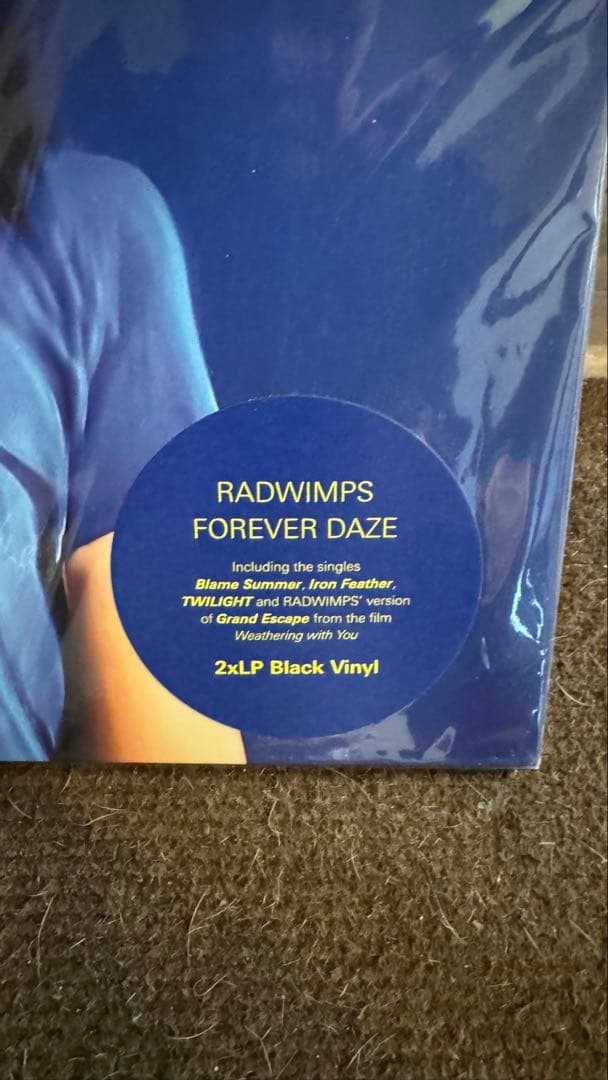 RADWIMPS
FOREVER DAZE
Including the singles
Blame Summer, Iron Feather,
TWILIGHT and RADWIMPS' version
of Grand Escape from the film
Weathering with You
2xLP Black Vinyl